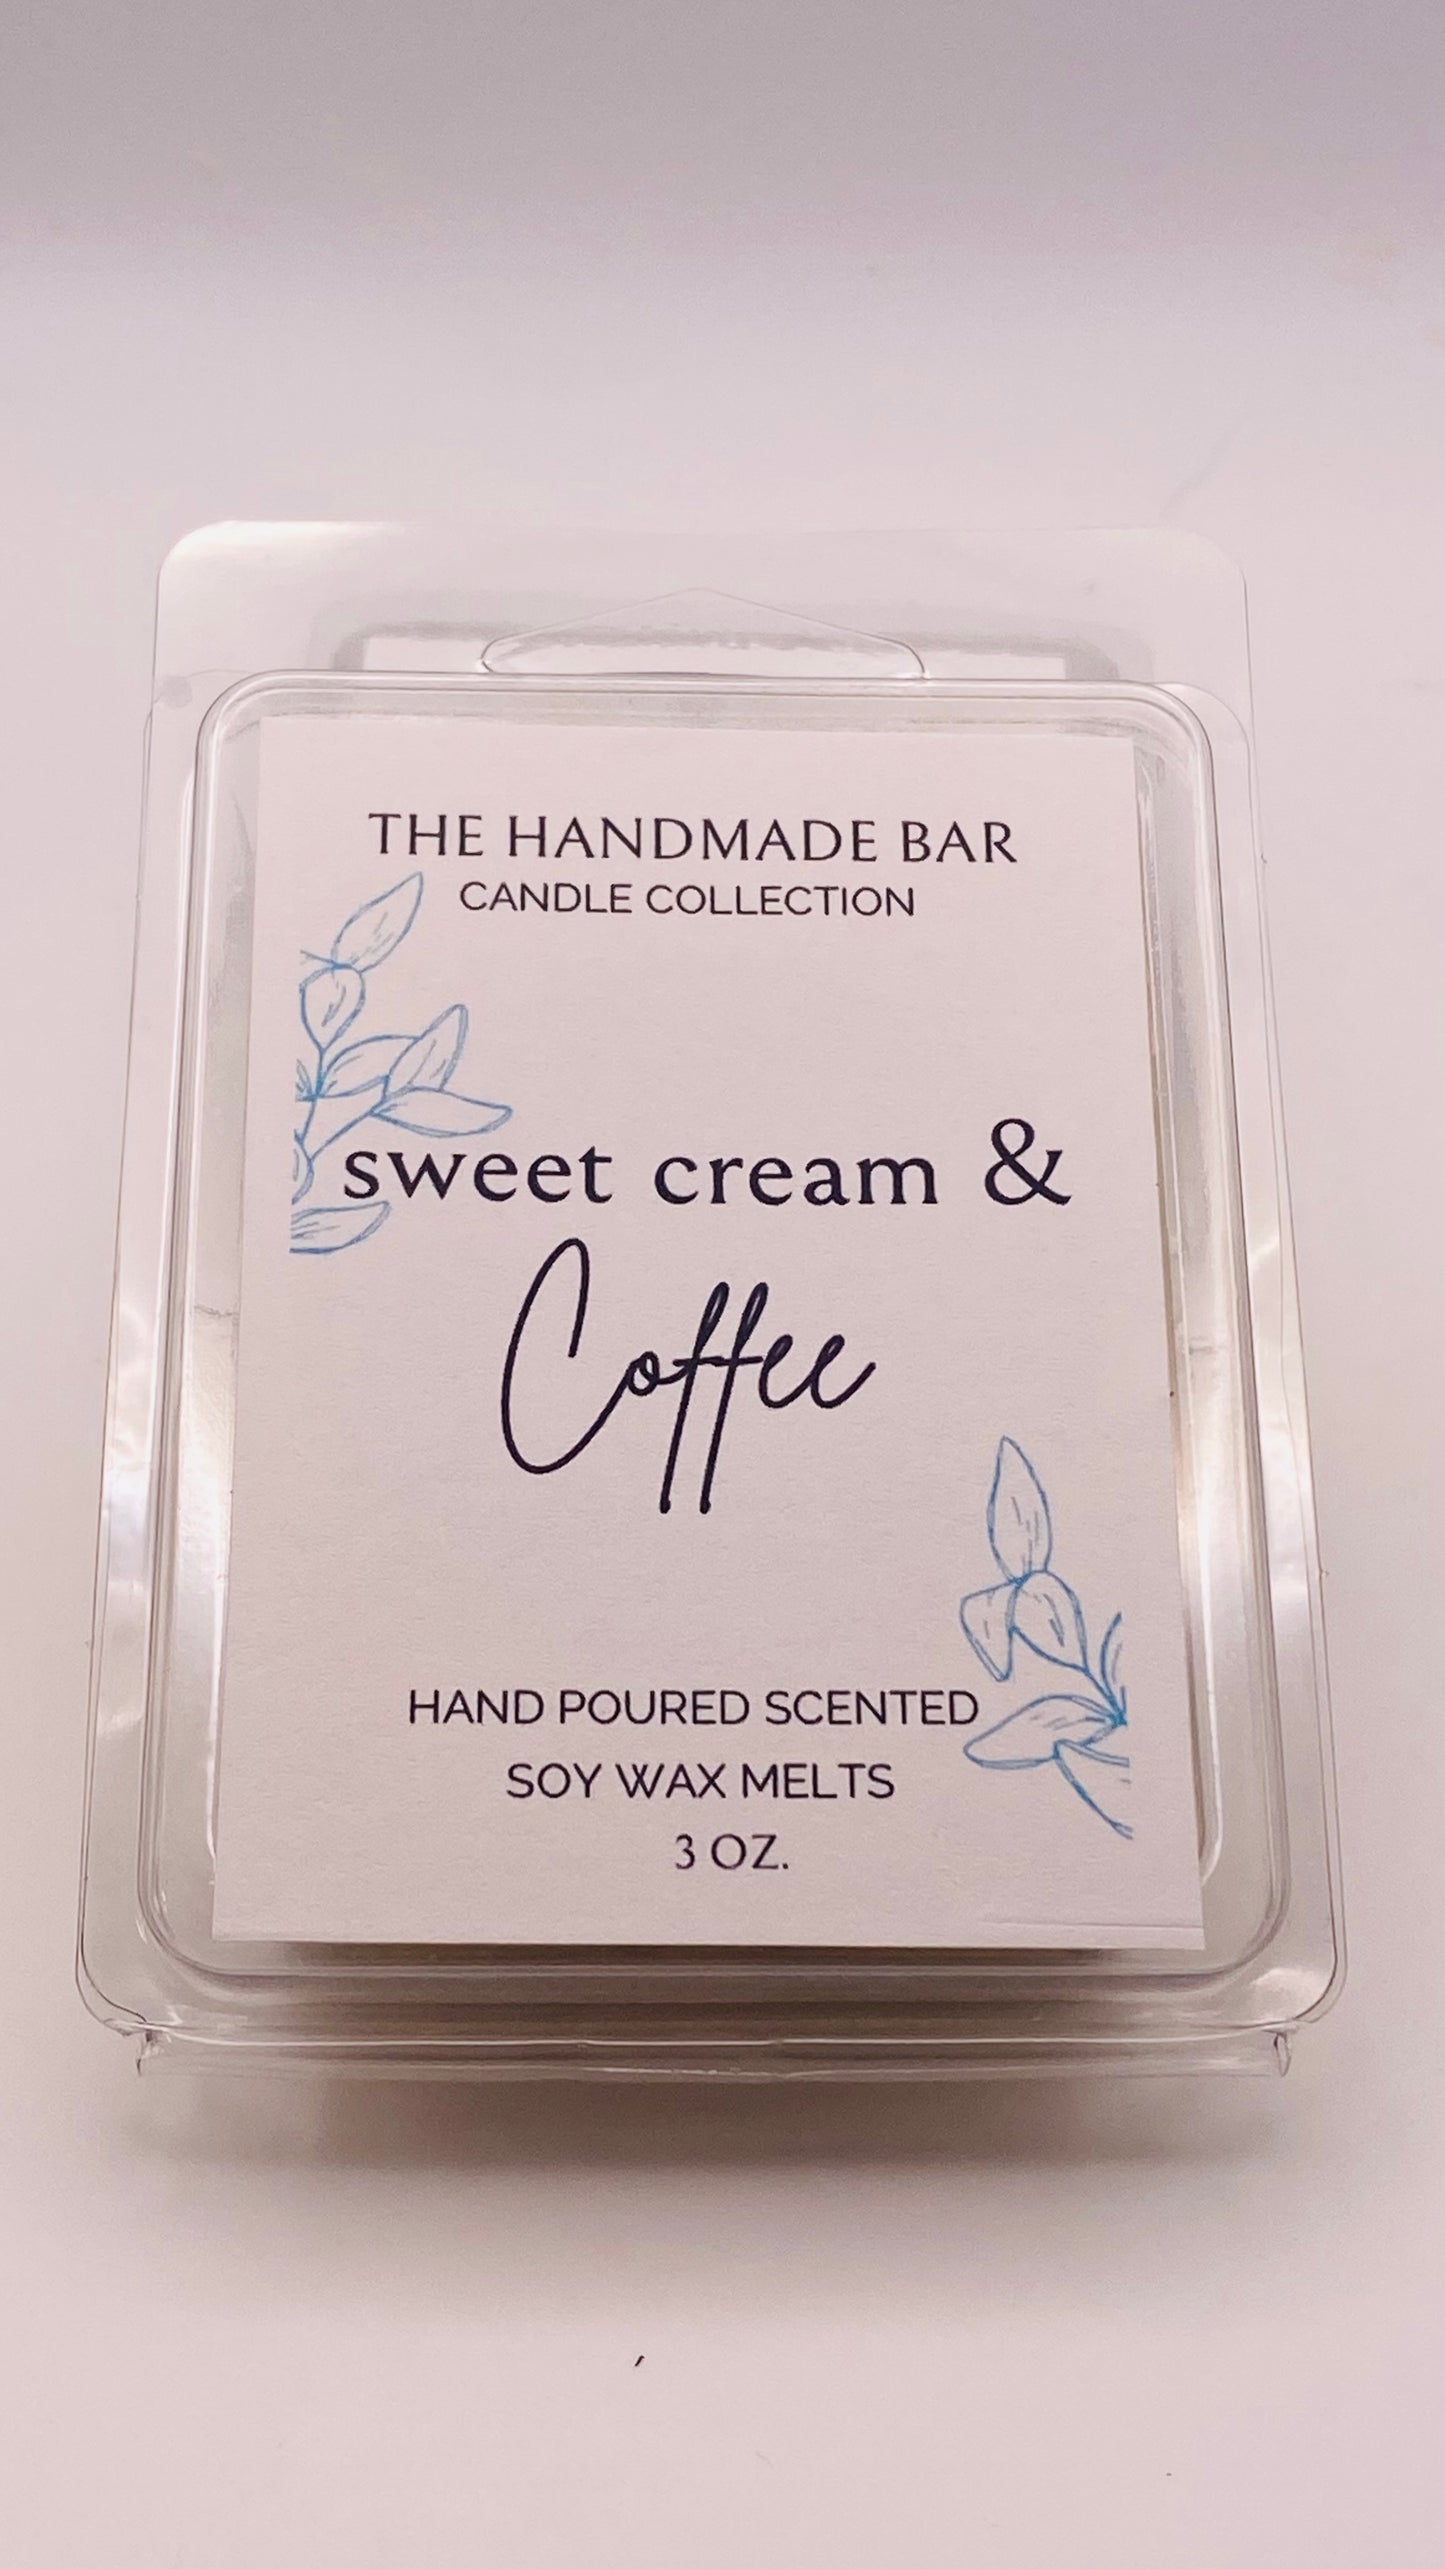 THE HANDMADE BAR
CANDLE COLLECTION
sweet cream &
Coffee
HAND POURED SCENTED
SOY WAX MELTS
3 OZ.